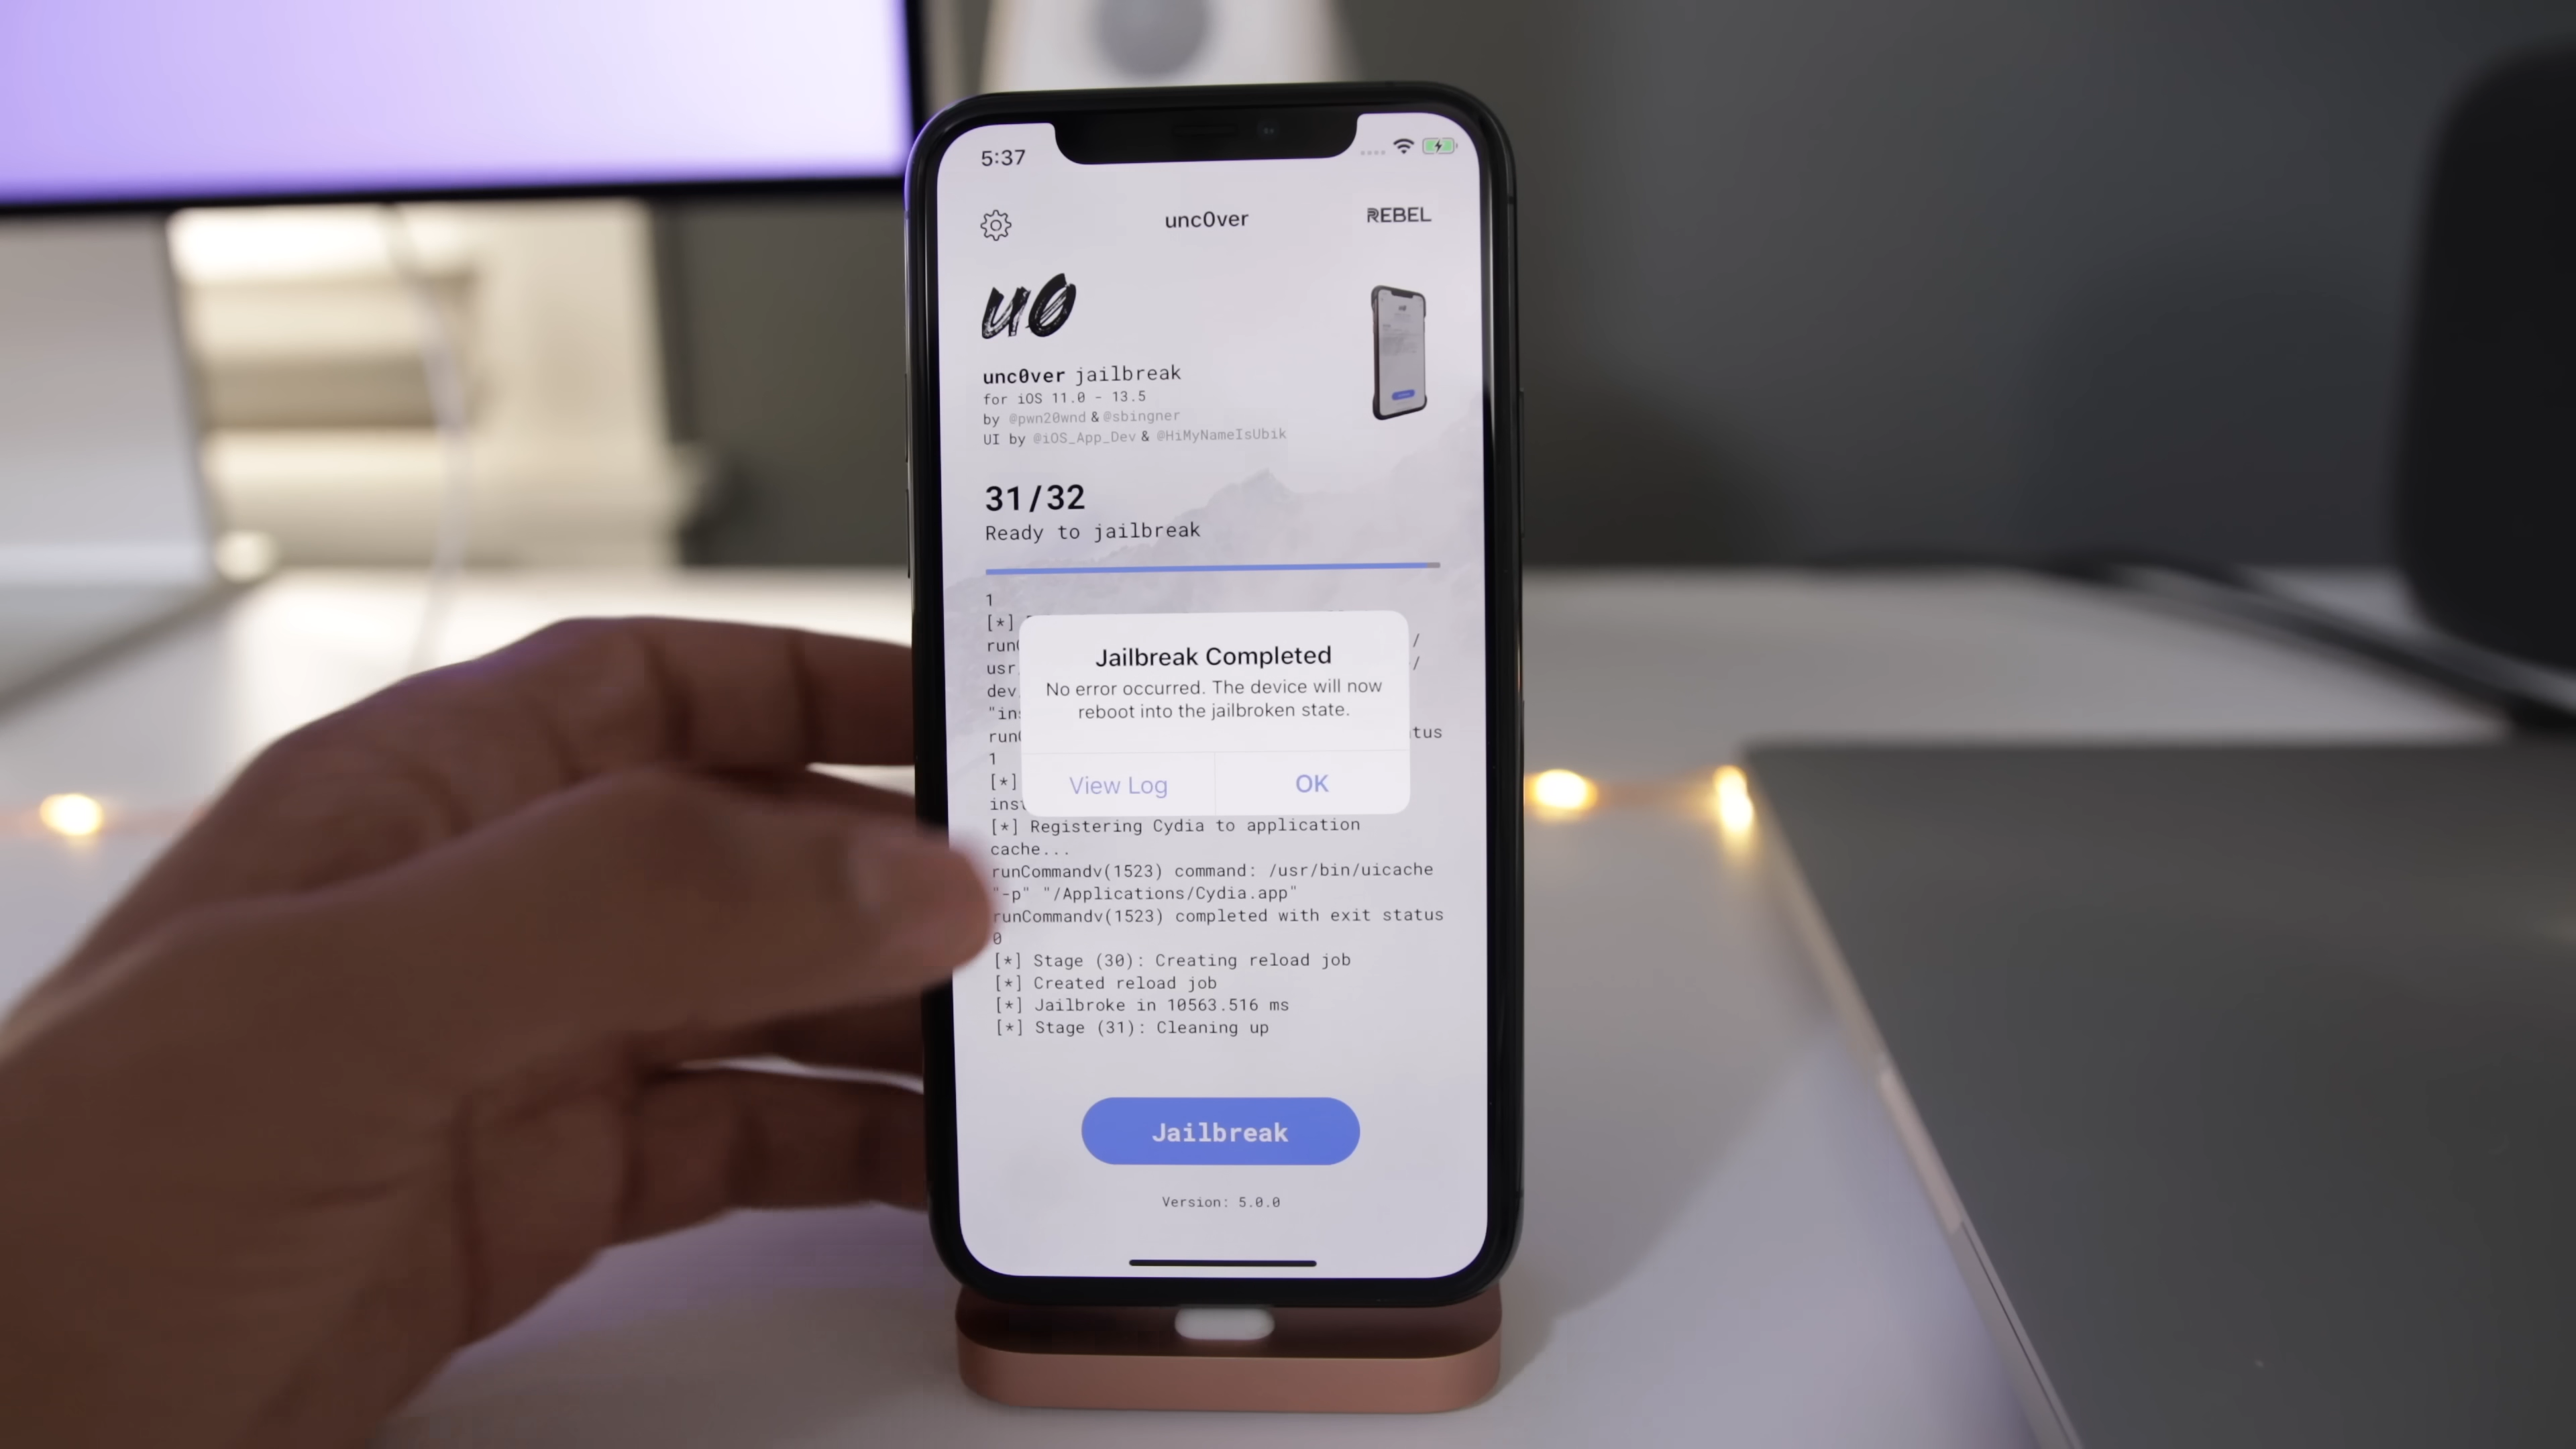 5:37
unc0ver
REBEL
u0
unc0ver jailbreak
for iOS 11.0 - 13.5
by @pwn20wnd & @sbingner
UI by @iOS_App_Dev & @HiMyNameIsUbik
31/32
Ready to jailbreak
1
[*]
usr
dev
tus
1
[*]
Jailbreak Completed
No error occurred. The device will now
reboot into the jailbroken state.
View Log
OK
[*] Registering Cydia to application
cache...
runCommandv(1523) command: /usr/bin/uicache
"-p" "/Applications/Cydia.app"
runCommandv(1523) completed with exit status
0
[*] Stage (30): Creating reload job
[*] Created reload job
[*] Jailbroke in 10563.516 ms
[*] Stage (31): Cleaning up
Jailbreak
Version: 5.0.0